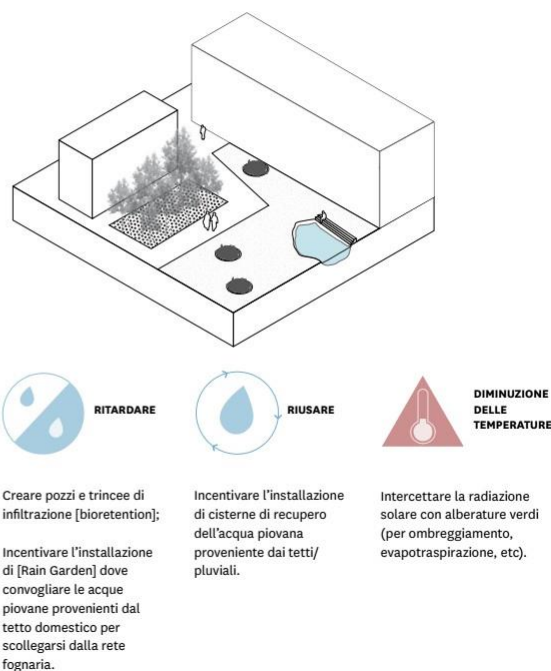 RITARDARE
RIUSARE
DIMINUZIONE
DELLE
TEMPERATURE
Creare pozzi e trincee di
infiltrazione [bioretention];
Incentivare l'installazione
di [Rain Garden] dove
convogliare le acque
piovane provenienti dal
tetto domestico per
scollegarsi dalla rete
fognaria.
Incentivare l'installazione
di cisterne di recupero
dell'acqua piovana
proveniente dai tetti/
pluviali.
Intercettare la radiazione
solare con alberature verdi
(per ombreggiamento,
evapotraspirazione, etc).